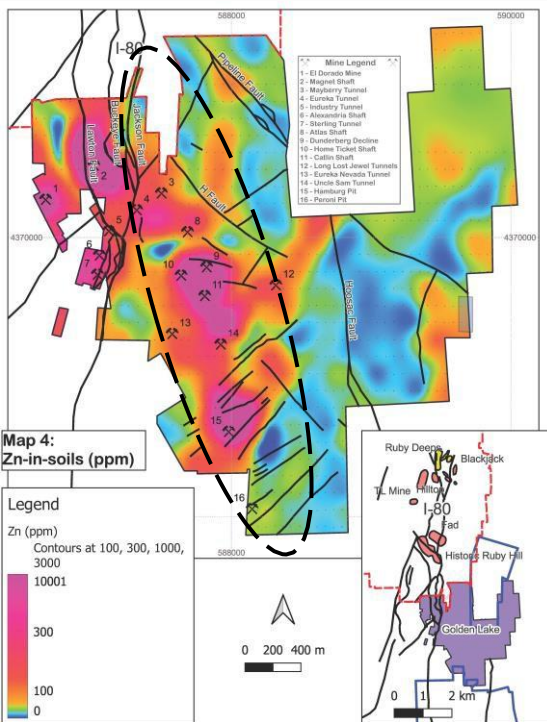 588000
590000
I-80
Pipeline Fault
Mine Legend
1 - El Dorado Mine
2 - Magnet Shaft
3 - Mayberry Tunnel
4 - Eureka Tunnel
5 - Industry Tunnel
6 - Alexandria Shaft
7 - Sterling Tunnel
8 - Atlas Shaft
9 - Dunderberg Decline
10 - Home Ticket Shaft
11 - Catlin Shaft
12 - Long Lost Jewel Tunnels
13 - Eureka Nevada Tunnel
14 - Uncle Sam Tunnel
15 - Hamburg Pit
16 - Peroni Pit
Lawton Fault
Buckeye Fault
Jackson Fault
H Fault
Hoosac Fault
4370000
4370000
1
2
3
4
5
6
7
8
9
10
11
12
13
14
15
16
Map 4:
Zn-in-soils (ppm)
Legend
Zn (ppm)
Contours at 100, 300, 1000,
3000
10001
300
100
0
588000
0 200 400 m
Ruby Deeps
Blackjack
TL Mine
Hilltop
I-80
Fad
Historic Ruby Hill
Golden Lake
0 1 2 km